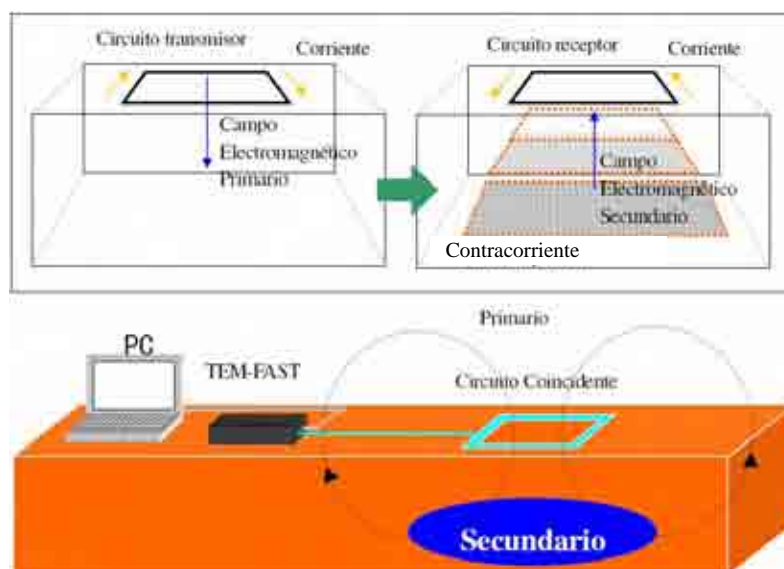 Circuito transmisor
Corriente
Campo
Electromagnético
Primario
Circuito receptor
Corriente
Campo
Electromagnético
Secundario
Contracorriente
Primario
PC
TEM-FAST
Circuito Coincidente
Secundario